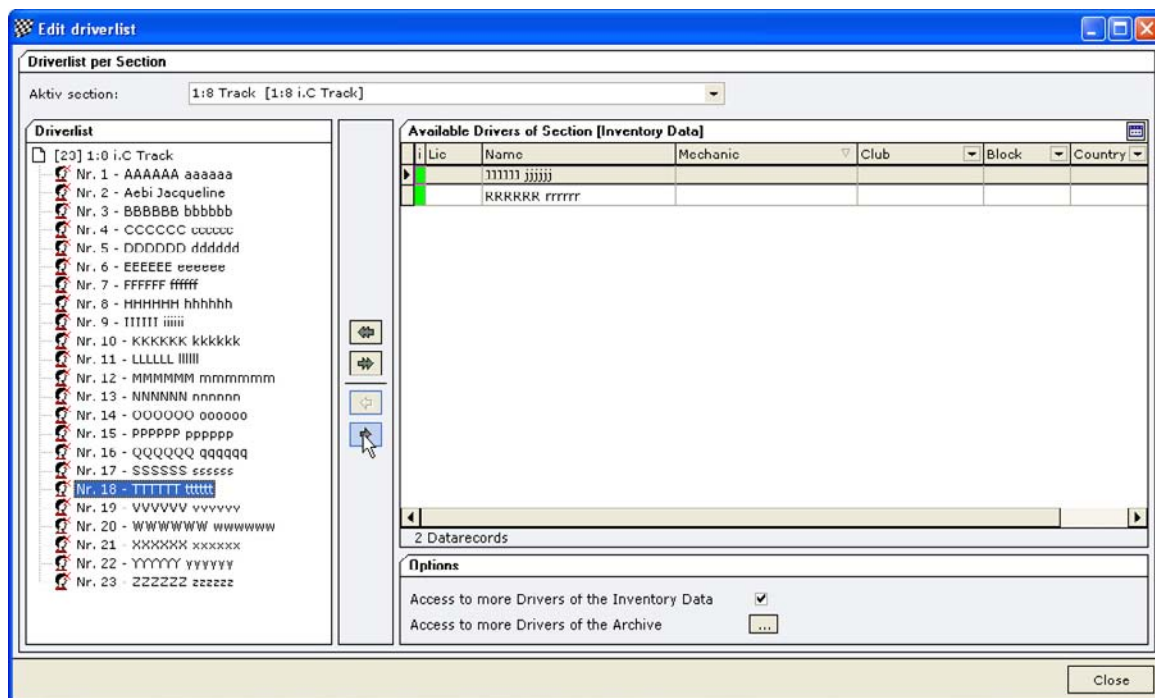 Edit driverlist
Driverlist per Section
Aktiv section: 1:8 Track [1:8 i.C Track]
Driverlist
[23] 1:8 i.C Track
Nr. 1 - AAAAAA aaaaaa
Nr. 2 - Aebi Jacqueline
Nr. 3 - BBBBBB bbbbbb
Nr. 4 - CCCCCC cccccc
Nr. 5 - DDDDDD dddddd
Nr. 6 - EEEEEE eeeeee
Nr. 7 - FFFFFF ffffff
Nr. 8 - HHHHHH hhhhhh
Nr. 9 - IIIIII iiiiii
Nr. 10 - KKKKKK kkkkkk
Nr. 11 - LLLLLL llllll
Nr. 12 - MMMMMM mmmmmm
Nr. 13 - NNNNNN nnnnnn
Nr. 14 - OOOOOO oooooo
Nr. 15 - PPPPPP pppppp
Nr. 16 - QQQQQQ qqqqqq
Nr. 17 - SSSSSS ssssss
Nr. 18 - TTTTTT tttttt
Nr. 19 - VVVVVV vvvvvv
Nr. 20 - WWWWWW wwwwww
Nr. 21 - XXXXXX xxxxxx
Nr. 22 - YYYYYY yyyyyy
Nr. 23 - ZZZZZZ zzzzzz
Available Drivers of Section [Inventory Data]
i Lic Name Mechanic Club Block Country
JJJJJJ jjjjjj
RRRRRR rrrrrr
2 Datarecords
Options
Access to more Drivers of the Inventory Data
Access to more Drivers of the Archive ...
Close